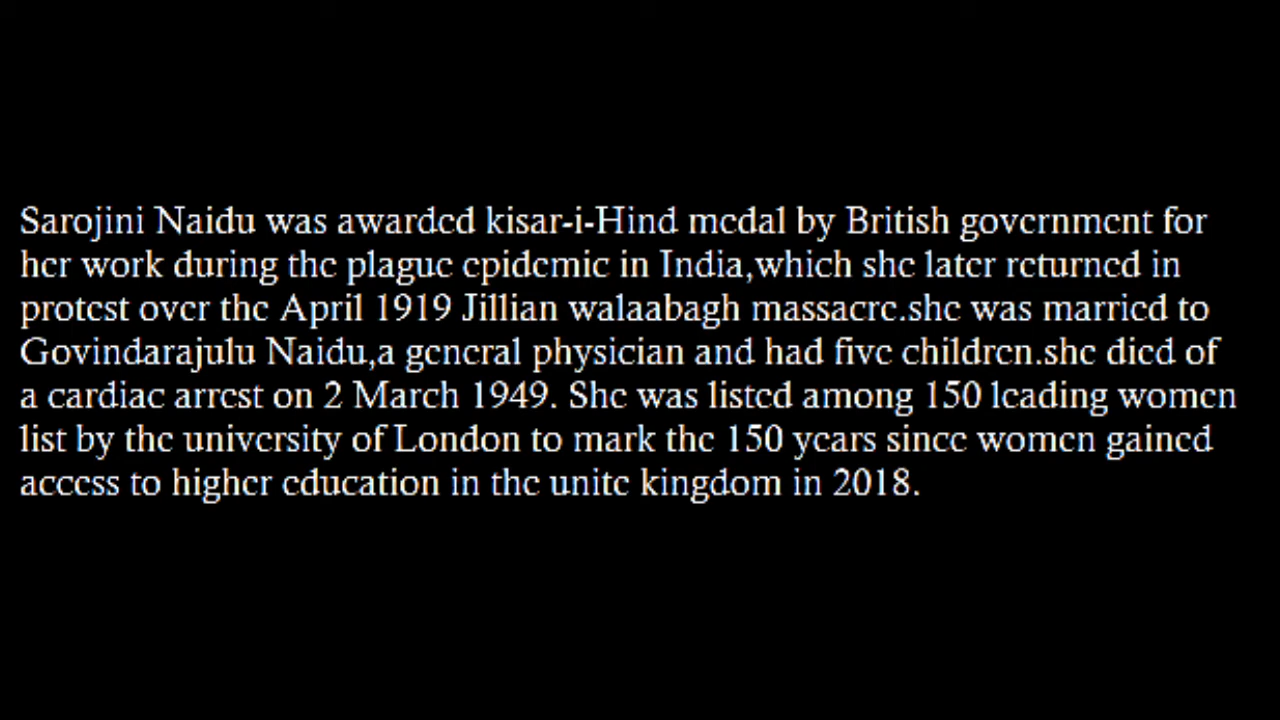 Sarojini Naidu was awarded kisar-i-Hind medal by British government for
her work during the plague epidemic in India,which she later returned in
protest over the April 1919 Jillian walaabagh massacre.she was married to
Govindarajulu Naidu,a general physician and had five children.she died of
a cardiac arrest on 2 March 1949. She was listed among 150 leading women
list by the university of London to mark the 150 years since women gained
access to higher education in the unite kingdom in 2018.